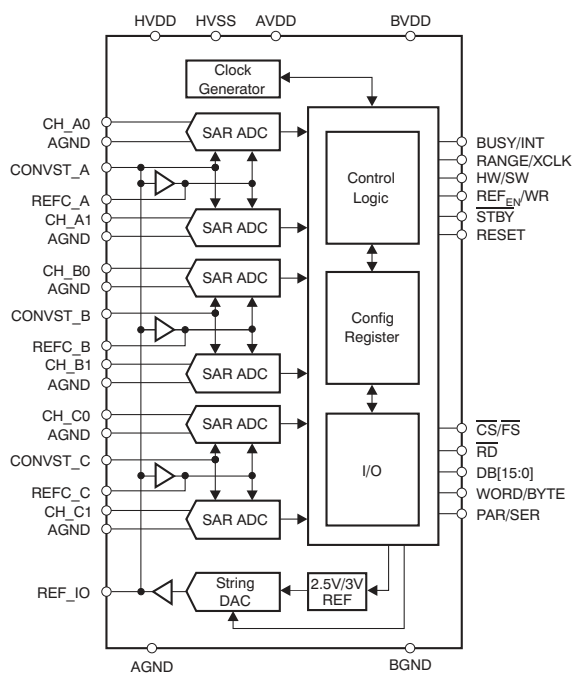 HVDD HVSS AVDD BVDD
Clock
Generator
CH_A0
AGND
SAR ADC
CONVST_A
REFC_A
CH_A1
AGND
SAR ADC
CH_B0
AGND
SAR ADC
CONVST_B
REFC_B
CH_B1
AGND
SAR ADC
CH_C0
AGND
SAR ADC
CONVST_C
REFC_C
CH_C1
AGND
SAR ADC
Control
Logic
Config
Register
I/O
BUSY/INT
RANGE/XCLK
HW/SW
REF_EN/WR
STBY
RESET
CS/FS
RD
DB[15:0]
WORD/BYTE
PAR/SER
REF_IO
String
DAC
2.5V/3V
REF
AGND BGND